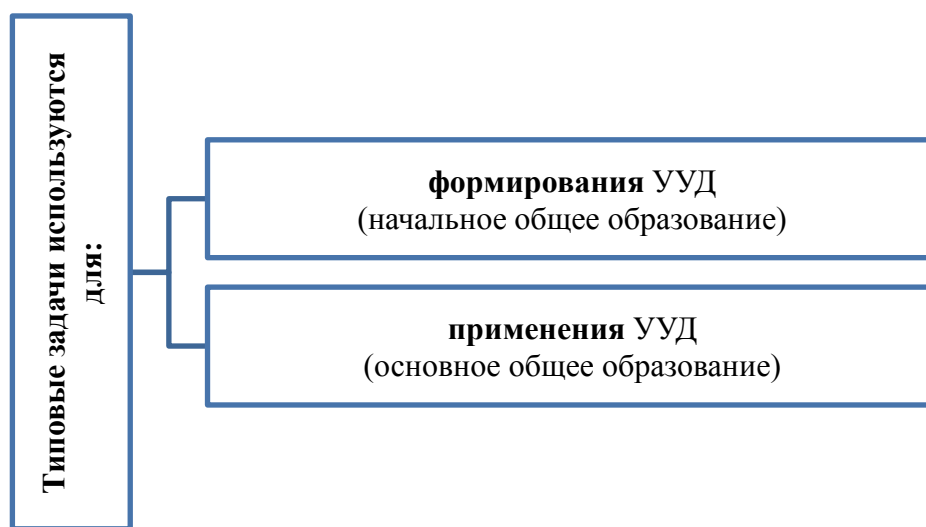 Типовые задачи используются
для:
формирования УУД
(начальное общее образование)
применения УУД
(основное общее образование)